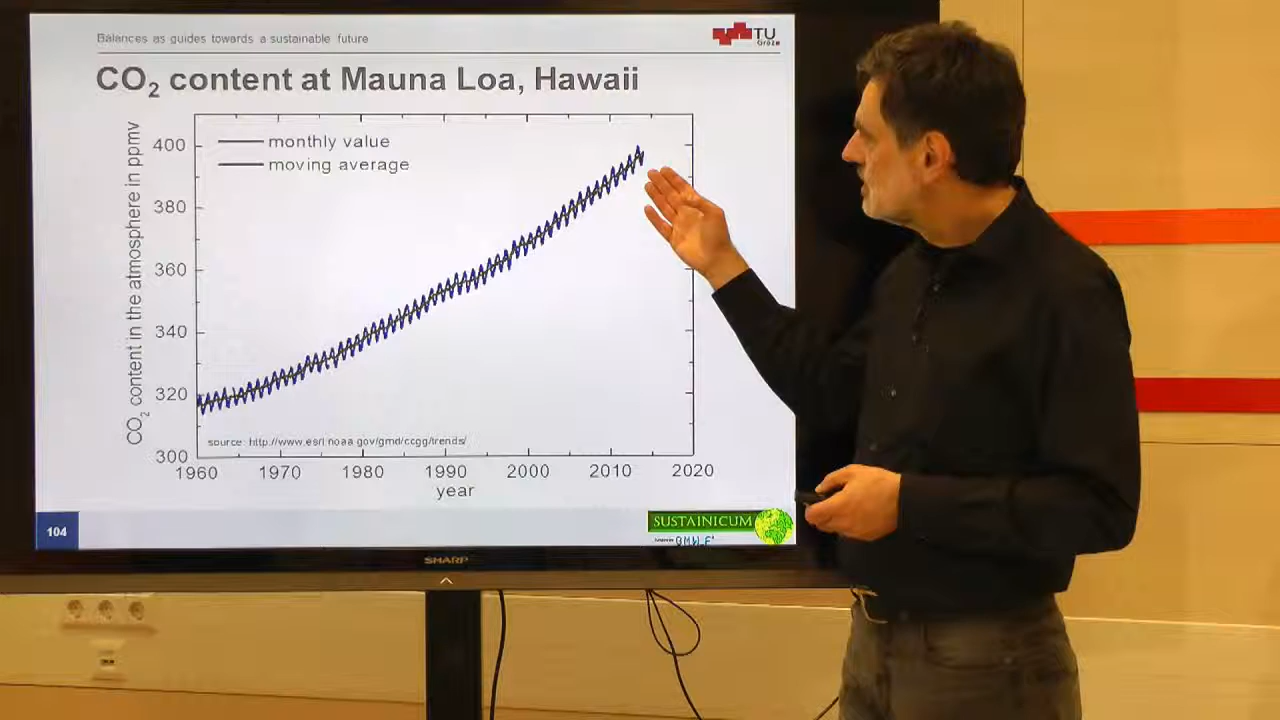 Balances as guides towards a sustainable future
TU
Graz
CO2 content at Mauna Loa, Hawaii
CO2 content in the atmosphere in ppmv
400
380
360
340
320
300
monthly value
moving average
source: http://www.esrl.noaa.gov/gmd/ccgg/trends/
1960 1970 1980 1990 2000 2010 2020
year
104
SUSTAINICUM
SHARP